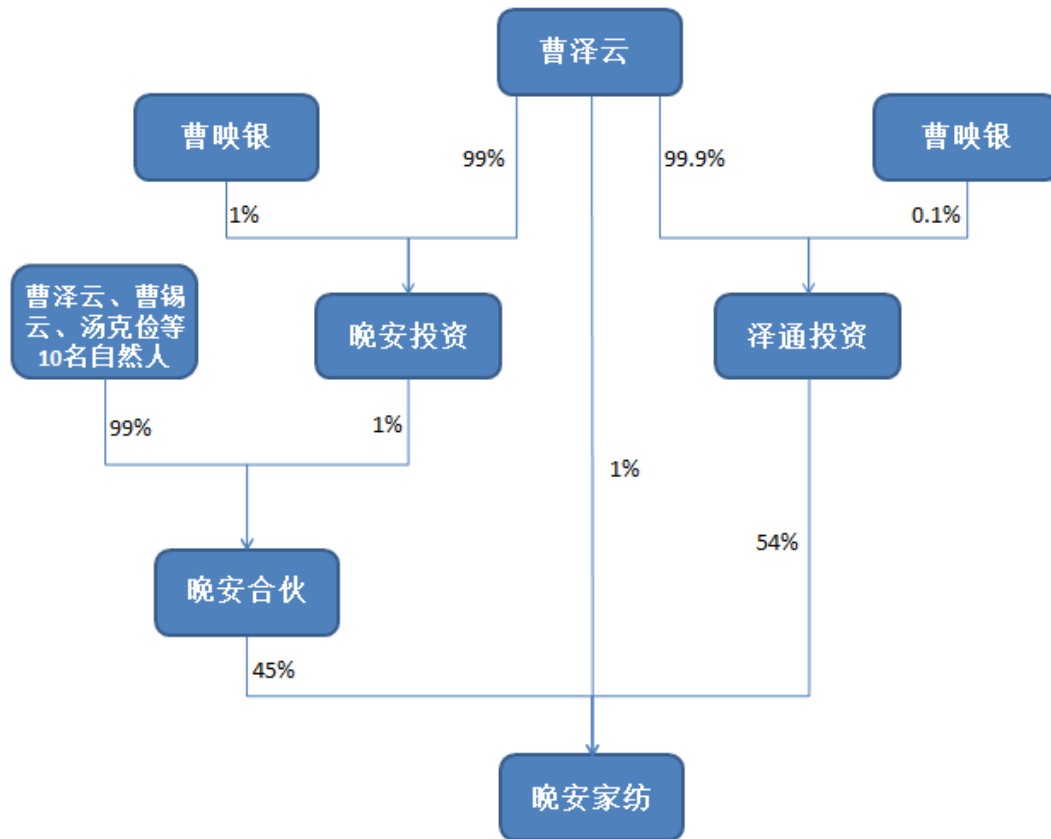 曹泽云
曹映银
曹映银
99%
99.9%
1%
0.1%
曹泽云、曹锡
云、汤克俭等
10名自然人
晚安投资
泽通投资
99%
1%
1%
54%
晚安合伙
45%
晚安家纺